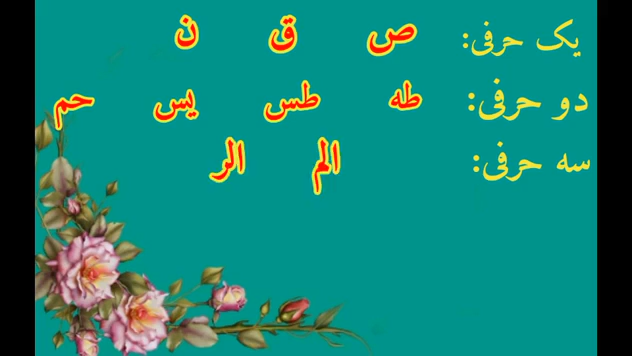 یک حرفی: ص ق ن
دو حرفی: طه طس یس حم
سه حرفی: الم الر